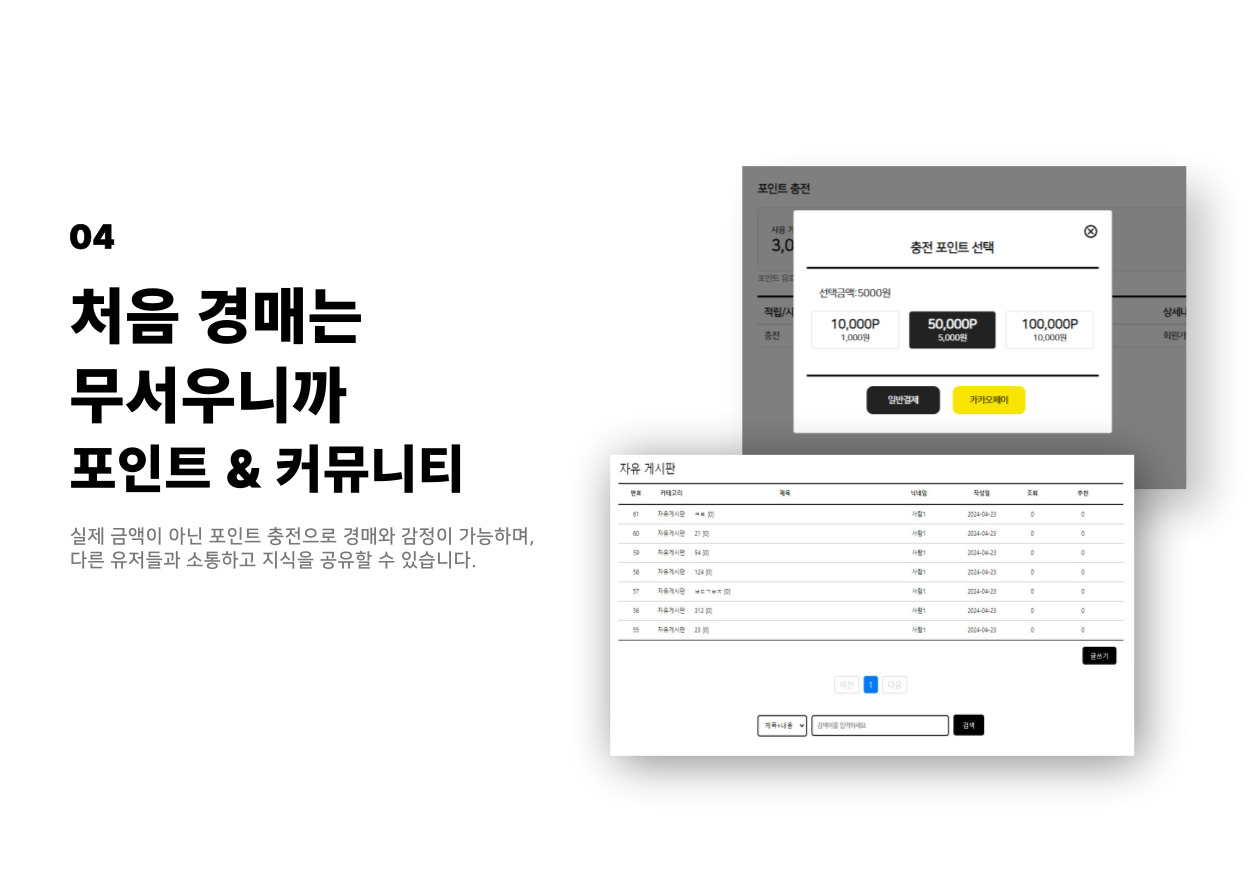 04
처음 경매는
무서우니까
포인트 & 커뮤니티
실제 금액이 아닌 포인트 충전으로 경매와 감정이 가능하며,
다른 유저들과 소통하고 지식을 공유할 수 있습니다.
포인트 충전
사용 가
3,0
포인트 유효
적립/사
상세내
충전
회원가
충전 포인트 선택
선택금액:5000원
10,000P 50,000P 100,000P
1,000원 5,000원 10,000원
일반결제 카카오페이
자유 게시판
번호 카테고리 제목 닉네임 작성일 조회 추천
61 자유게시판 [0] 사람1 2024-04-23 0 0
60 자유게시판 21 [0] 사람1 2024-04-23 0 0
59 자유게시판 54 [0] 사람1 2024-04-23 0 0
58 자유게시판 124 [0] 사람1 2024-04-23 0 0
57 자유게시판 [0] 사람1 2024-04-23 0 0
56 자유게시판 312 [0] 사람1 2024-04-23 0 0
55 자유게시판 23 [0] 사람1 2024-04-23 0 0
글쓰기
이전 1 다음
제목+내용 검색어를 입력하세요 검색